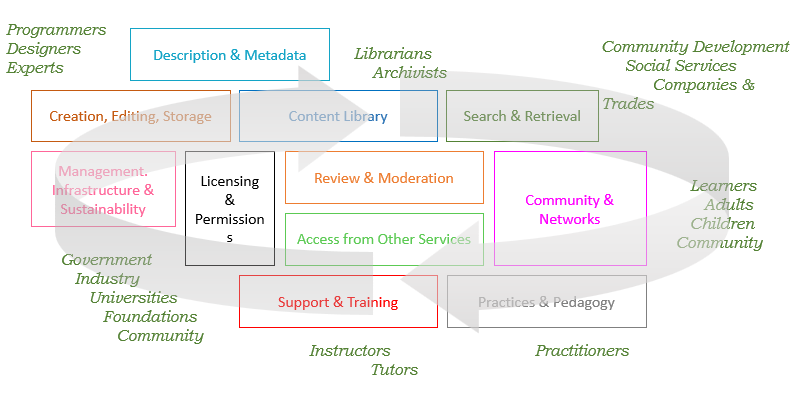 Programmers
Designers
Experts
Description & Metadata
Librarians
Archivists
Community Development
Social Services
Companies &
Trades
Creation, Editing, Storage
Content Library
Search & Retrieval
Management.
Infrastructure &
Sustainability
Licensing
&
Permission
s
Review & Moderation
Access from Other Services
Community &
Networks
Learners
Adults
Children
Community
Government
Industry
Universities
Foundations
Community
Support & Training
Practices & Pedagogy
Instructors
Tutors
Practitioners